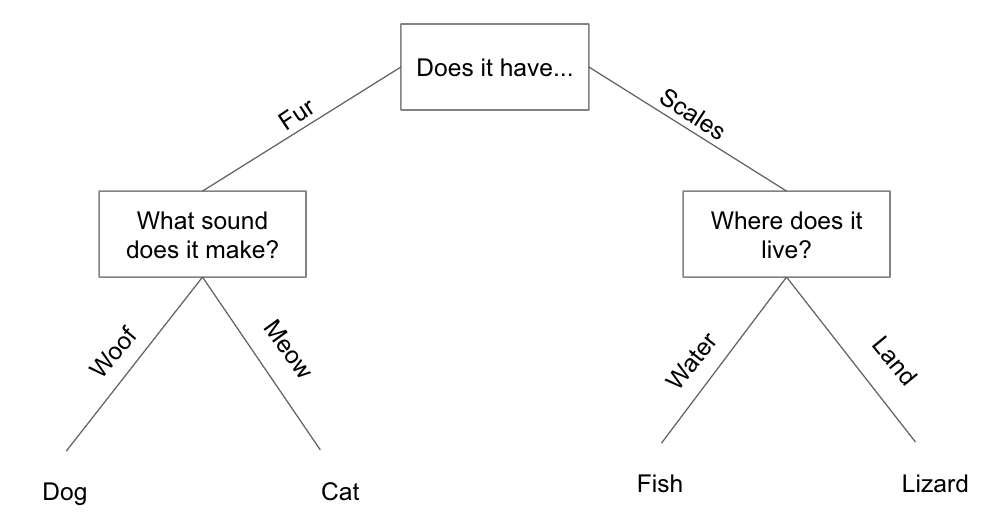 Does it have...
Fur
Scales
What sound
does it make?
Where does it
live?
Woof
Meow
Water
Land
Dog
Cat
Fish
Lizard